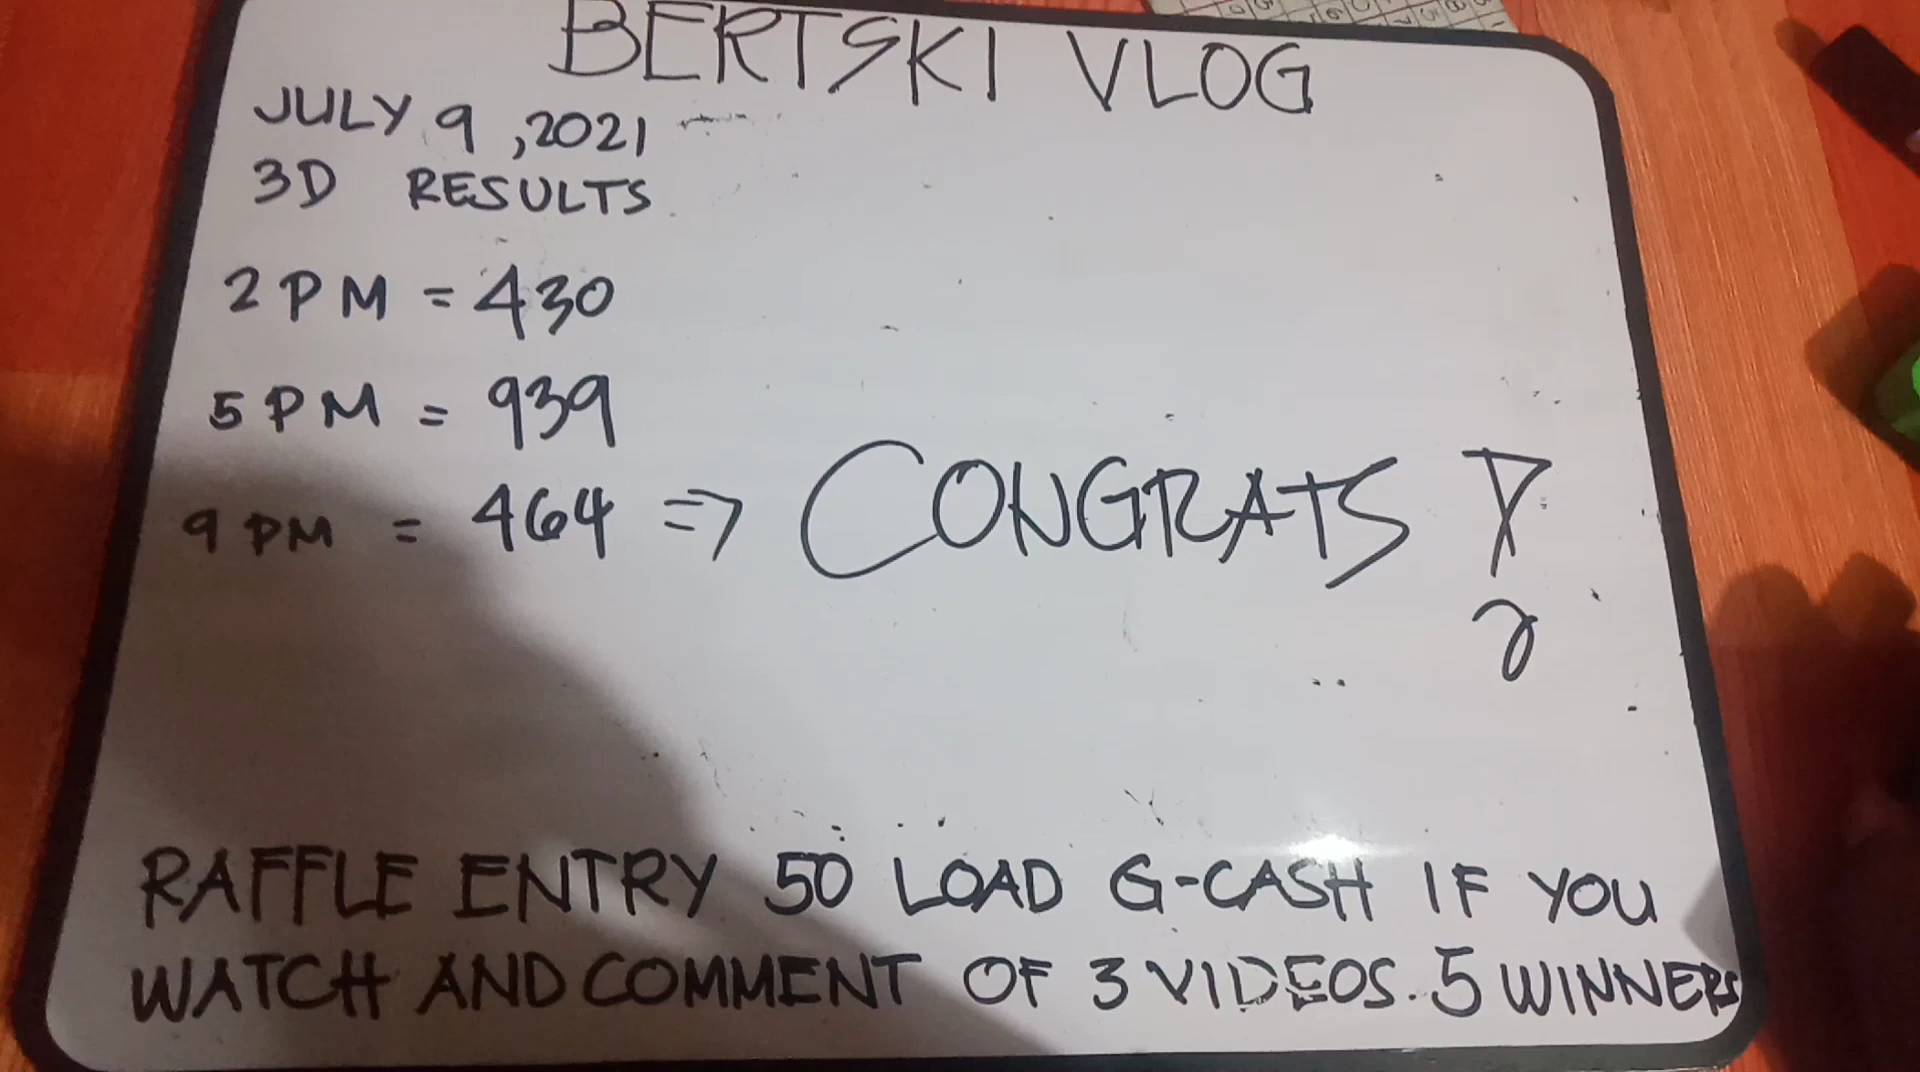 BERTSKI VLOG
JULY 9, 2021
3D RESULTS
2 PM = 430
5 PM = 939
9 PM = 464 => CONGRATS !
RAFFLE ENTRY 50 LOAD G-CASH IF YOU
WATCH AND COMMENT OF 3 VIDEOS. 5 WINNERS